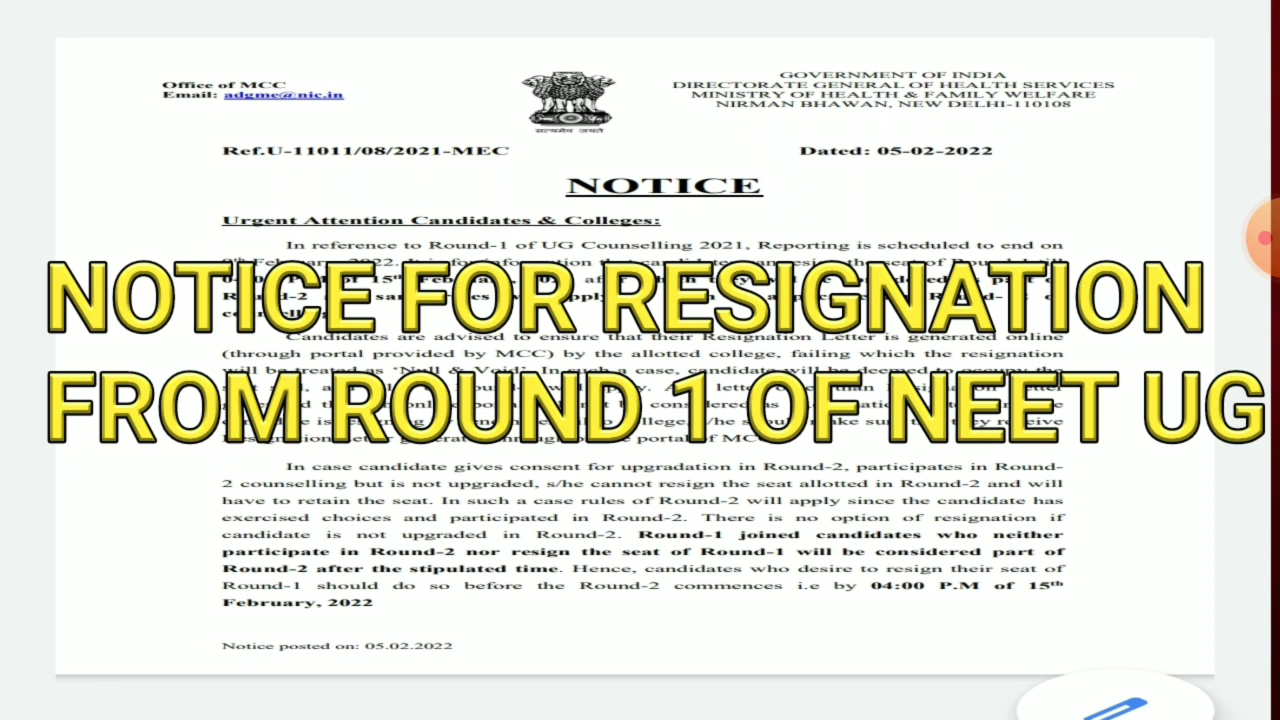 Office of MCC
Email: adgme@nic.in
सत्यमेव जयते
GOVERNMENT OF INDIA
DIRECTORATE GENERAL OF HEALTH SERVICES
MINISTRY OF HEALTH & FAMILY WELFARE
NIRMAN BHAWAN, NEW DELHI-110108
Ref.U-11011/08/2021-MEC Dated: 05-02-2022
NOTICE
Urgent Attention Candidates & Colleges:
In reference to Round-1 of UG Counselling 2021, Reporting is scheduled to end on
NOTICE FOR RESIGNATION
Candidates are advised to ensure that their Resignation Letter is generated online
(through portal provided by MCC) by the allotted college, failing which the resignation
will be treated as 'Null & Void'. In such a case, candidate will be deemed to occupy the
FROM ROUND 1 OF NEET UG
In case candidate gives consent for upgradation in Round-2, participates in Round-
2 counselling but is not upgraded, s/he cannot resign the seat allotted in Round-2 and will
have to retain the seat. In such a case rules of Round-2 will apply since the candidate has
exercised choices and participated in Round-2. There is no option of resignation if
candidate is not upgraded in Round-2. Round-1 joined candidates who neither
participate in Round-2 nor resign the seat of Round-1 will be considered part of
Round-2 after the stipulated time. Hence, candidates who desire to resign their seat of
Round-1 should do so before the Round-2 commences i.e by 04:00 P.M of 15th
February, 2022
Notice posted on: 05.02.2022